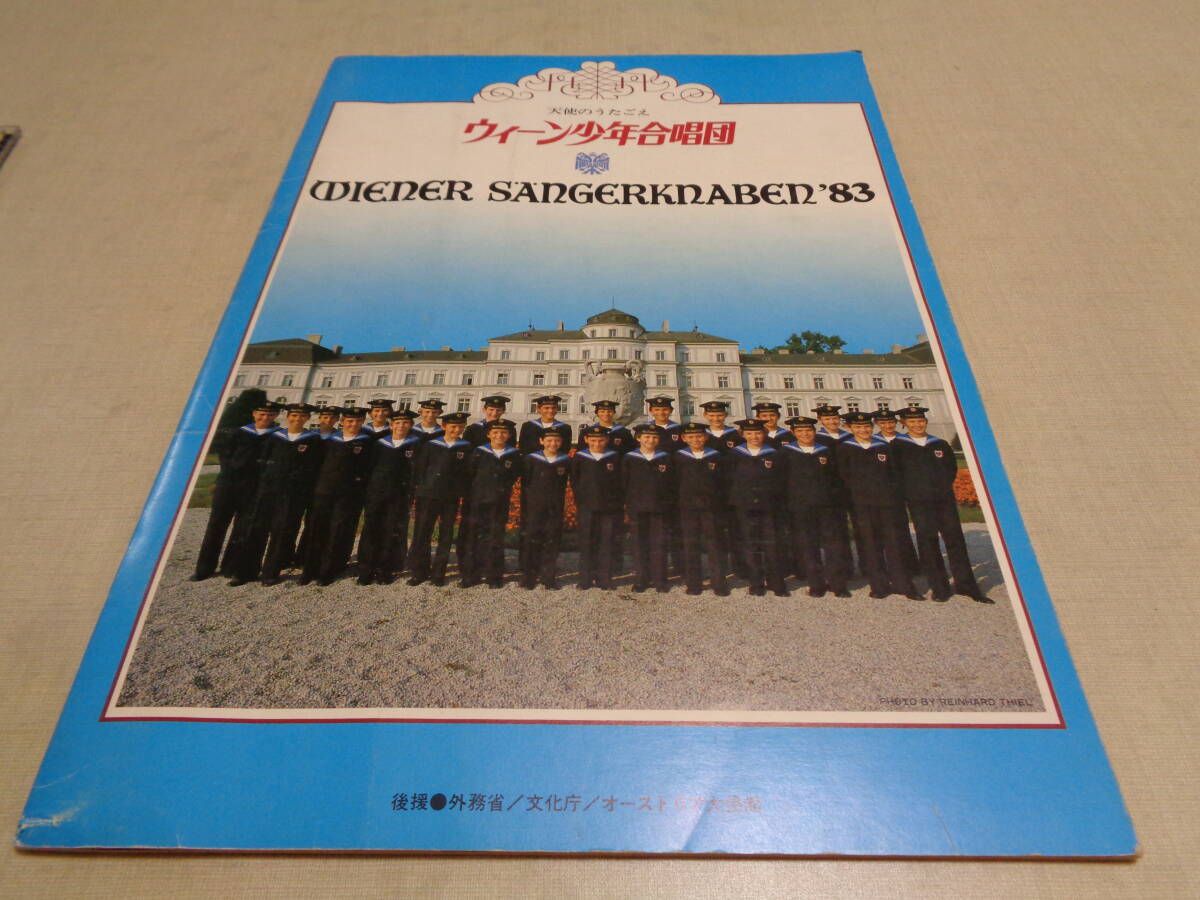 天使のうたごえ
ウィーン少年合唱団
WIENER SÄNGERKNABEN '83
PHOTO BY REINHARD THIEL
後援●外務省/文化庁/オーストリア大使館